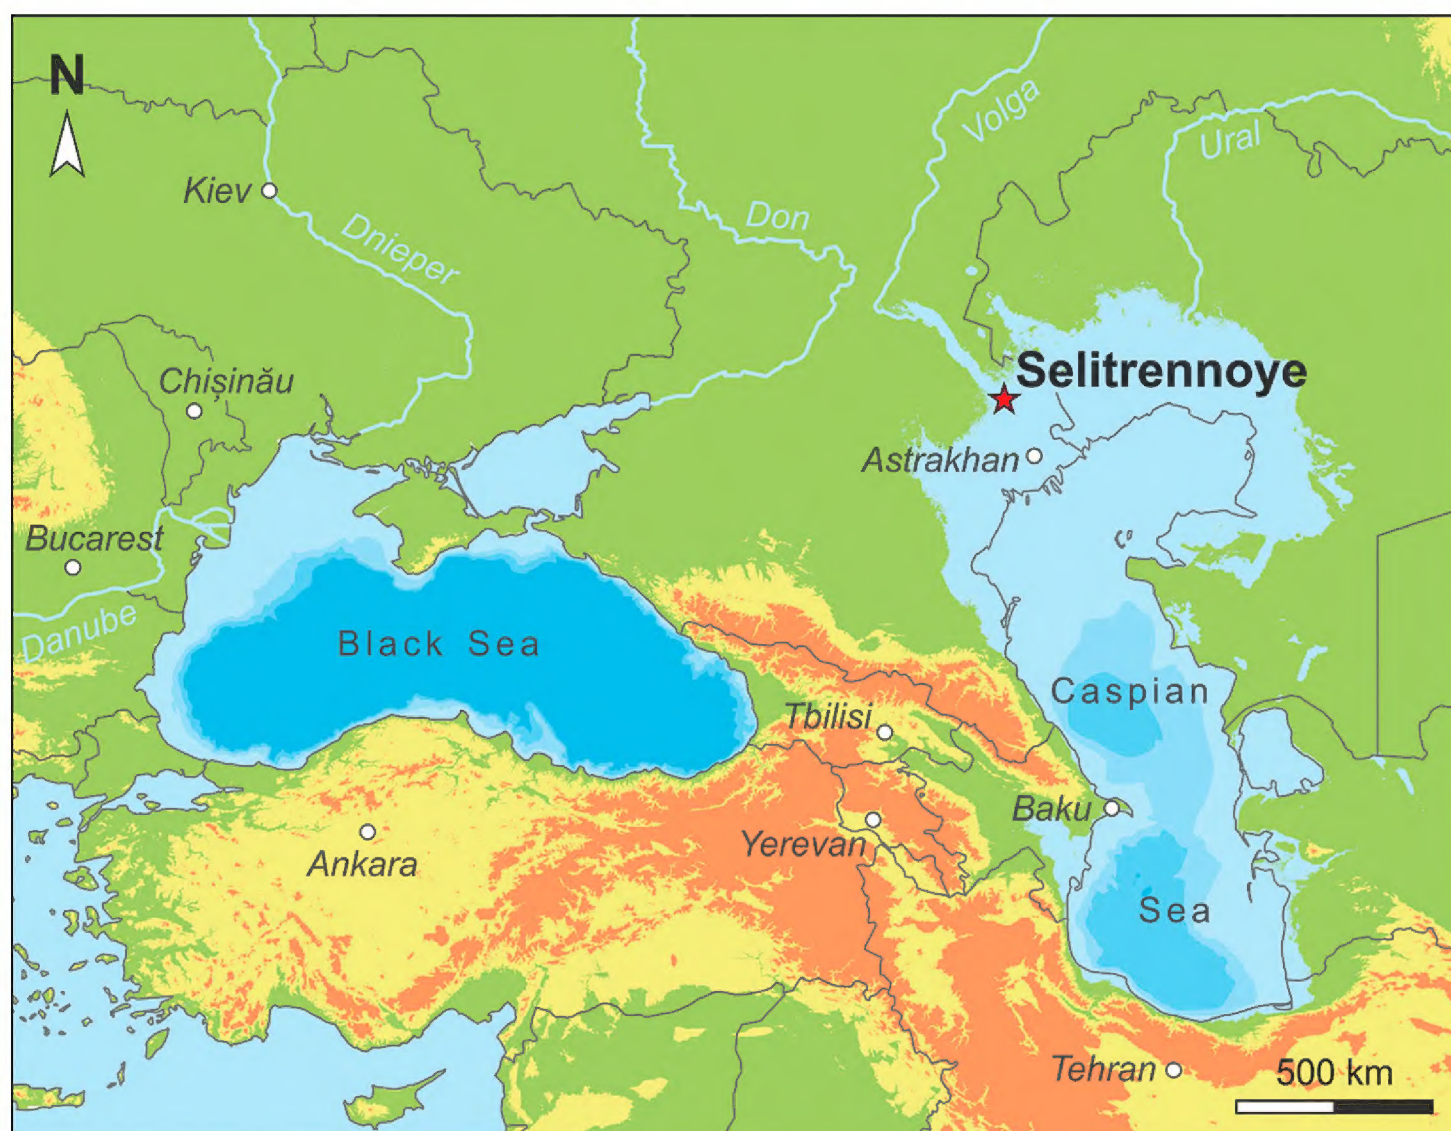 N
Volga
Ural
Kiev
Don
Dnieper
Selitrennoye
Chișinău
Astrakhan
Bucarest
Danube
Black Sea
Caspian
Tbilisi
Baku
Yerevan
Ankara
Sea
Tehran
500 km